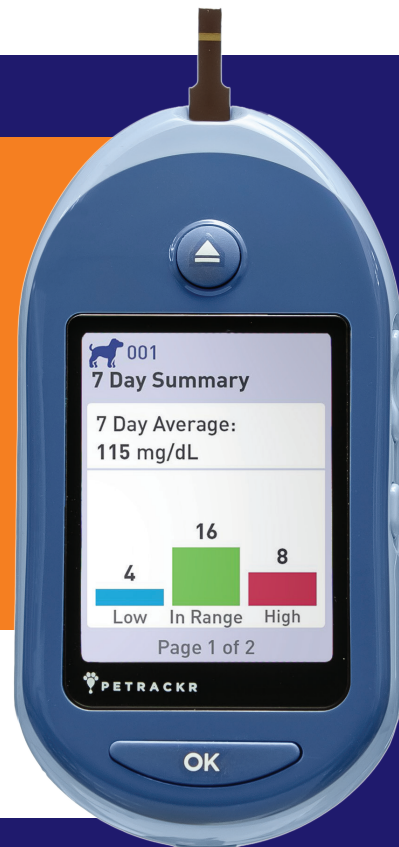 001
7 Day Summary
7 Day Average:
115 mg/dL
16
4
8
Low In Range High
Page 1 of 2
PETRACKR
OK